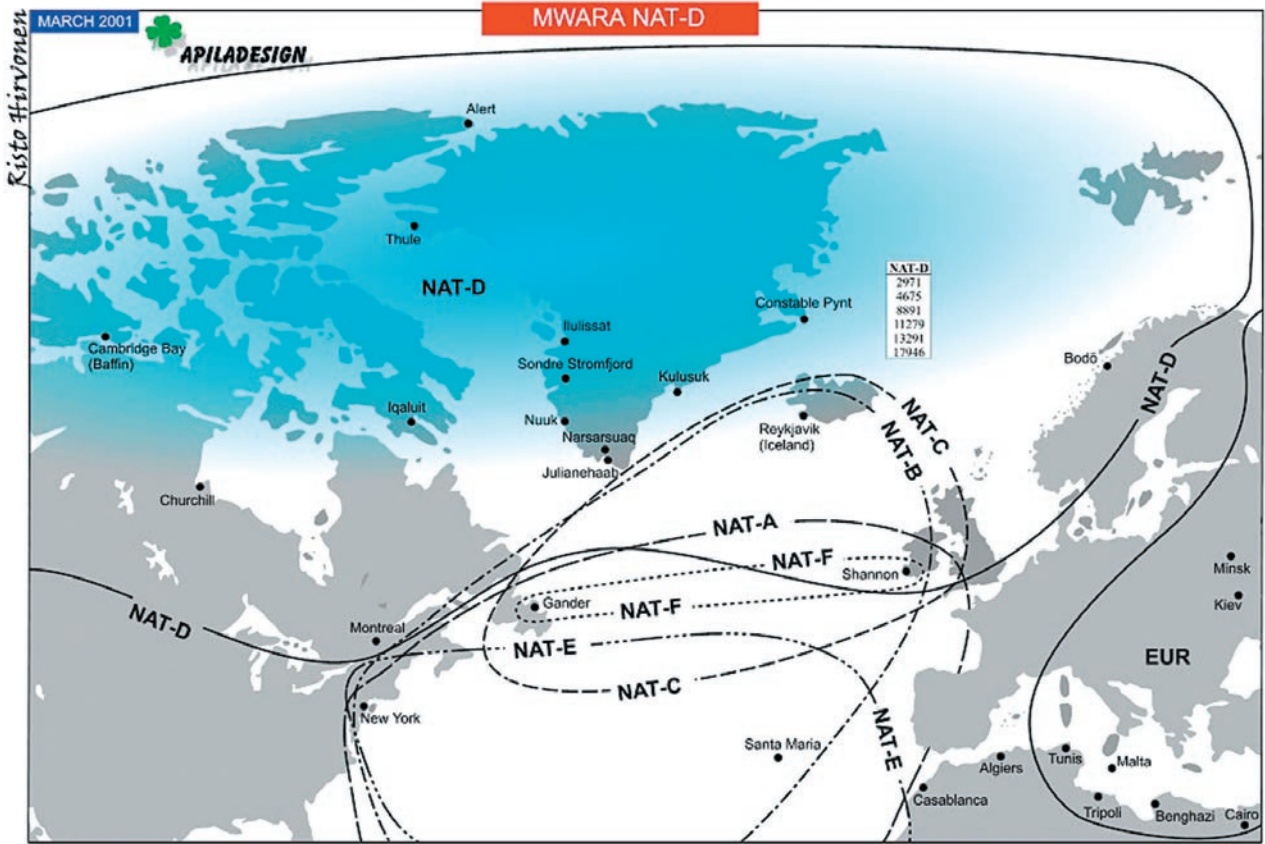 MARCH 2001
MWARA NAT-D
APILADESIGN
Risto Hirvonen
Alert
Thule
NAT-D
NAT-D
2971
4675
8891
11279
13291
17946
Constable Pynt
Ilulissat
Cambridge Bay
(Baffin)
Sondre Stromfjord
Kulusuk
Bodö
NAT-D
Iqaluit
Nuuk
Reykjavik
(Iceland)
NAT-C
NAT-B
Narsarsuaq
Julianehaab
Churchill
NAT-A
NAT-F
Shannon
Minsk
Kiev
Gander
NAT-F
NAT-D
Montreal
NAT-E
EUR
NAT-C
New York
NAT-E
Santa Maria
Algiers
Tunis
Malta
Casablanca
Tripoli
Benghazi
Cairo